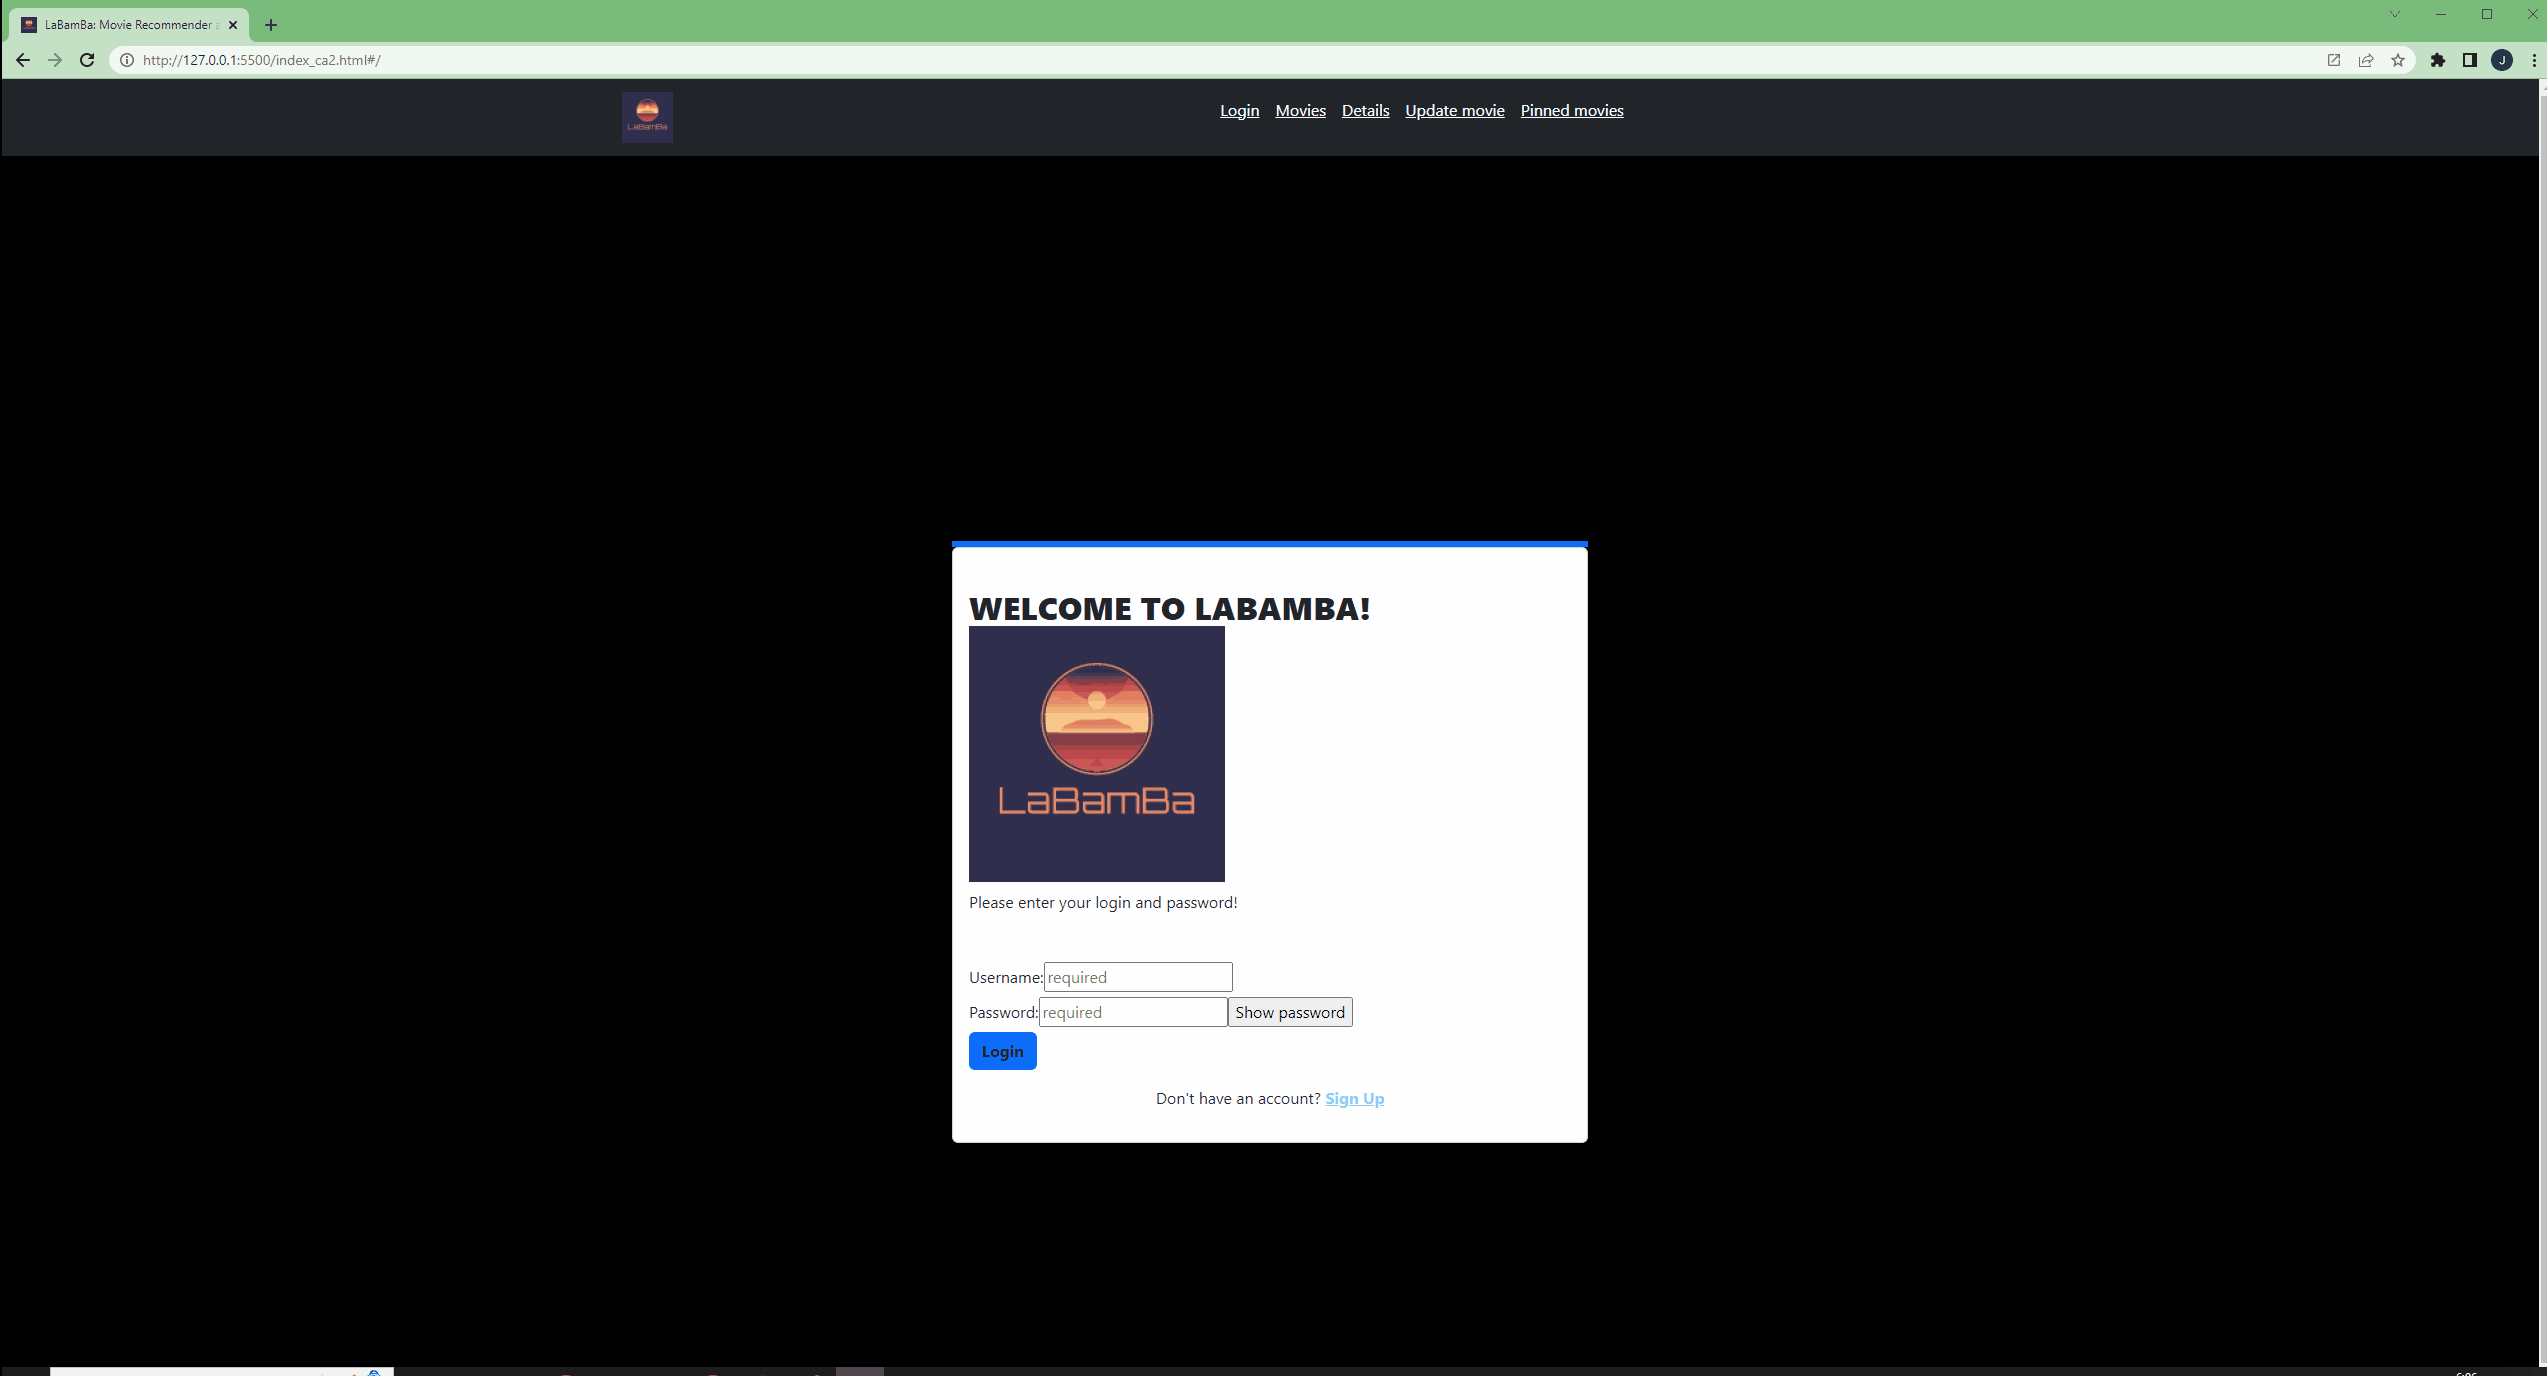 LaBamBa: Movie Recommender
http://127.0.0.1:5500/index_ca2.html#/
J
LaBamBa
Login Movies Details Update movie Pinned movies
WELCOME TO LABAMBA!
LaBamBa
Please enter your login and password!
Username: required
Password: required Show password
Login
Don't have an account? Sign Up